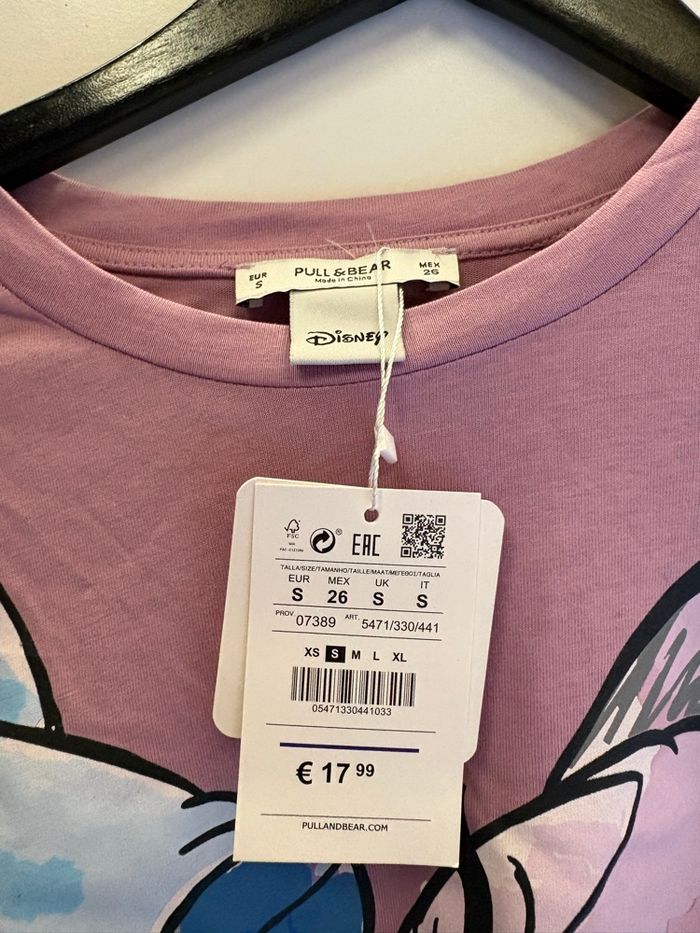 EUR
S
PULL & BEAR
Made in China
MEX
26
Disney
FSC
EAC
TALLA/SIZE/TAMANHO/TAILLE/MAAT/ΜΕΓΕΘΟΣ/TAGLIA
EUR MEX UK IT
S 26 S S
PROV. 07389 ART. 5471/330/441
XS S M L XL
05471330441033
€ 17 99
PULLANDBEAR.COM